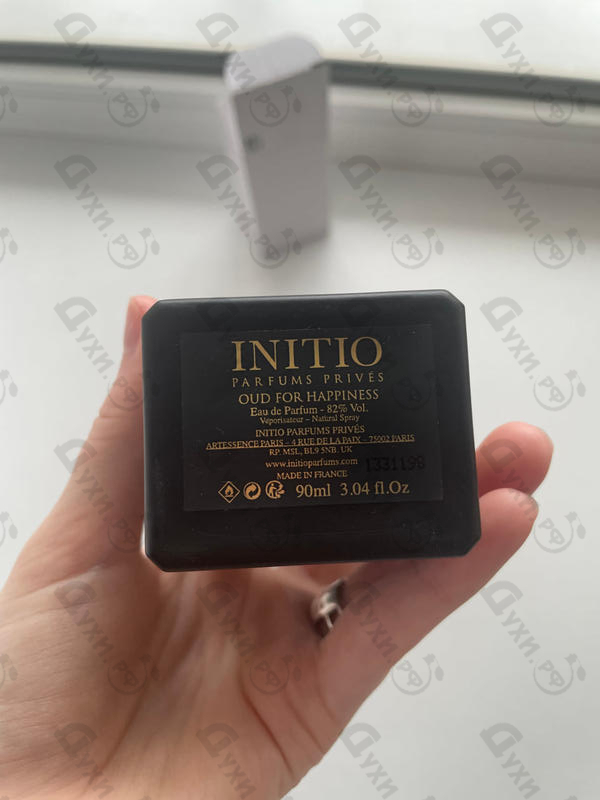 INITIO
PARFUMS PRIVÉS
OUD FOR HAPPINESS
Eau de Parfum - 82% Vol.
Vaporisateur – Natural Spray
INITIO PARFUMS PRIVÉS
ARTESSENCE PARIS – 4 RUE DE LA PAIX – 75002 PARIS
RP. MSL, BL9 5NB. UK
www.initioparfums.com 1331198
MADE IN FRANCE
90ml 3.04 fl.Oz
Духи.РФ